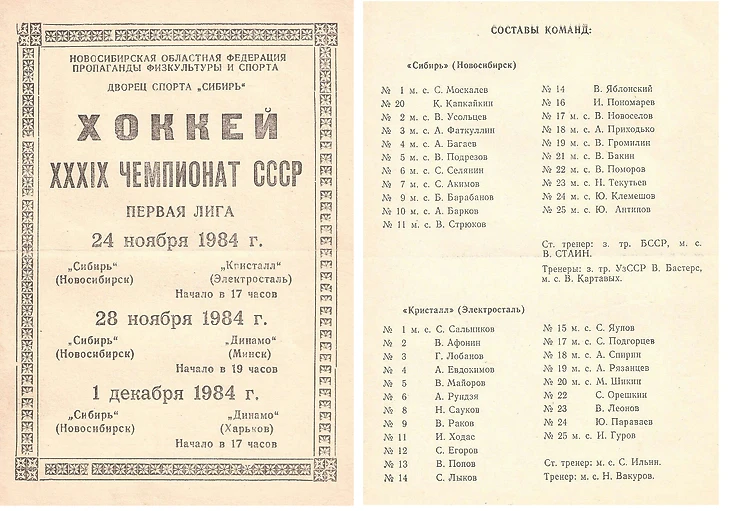 НОВОСИБИРСКАЯ ОБЛАСТНАЯ ФЕДЕРАЦИЯ
ПРОПАГАНДЫ ФИЗКУЛЬТУРЫ И СПОРТА
ДВОРЕЦ СПОРТА „СИБИРЬ“
ХОККЕЙ
XXXIX ЧЕМПИОНАТ СССР
ПЕРВАЯ ЛИГА
24 ноября 1984 г.
„Сибирь“ „Кристалл“
(Новосибирск) (Электросталь)
Начало в 17 часов
28 ноября 1984 г.
„Сибирь“ „Динамо“
(Новосибирск) (Минск)
Начало в 19 часов
1 декабря 1984 г.
„Сибирь“ „Динамо“
(Новосибирск) (Харьков)
Начало в 17 часов
СОСТАВЫ КОМАНД:
«Сибирь» (Новосибирск)
№ 1 м. с. С. Москалев
№ 20 К. Капкайкин
№ 2 м. с. В. Усольцев
№ 3 м. с. А. Фаткуллин
№ 4 м. с. А. Багаев
№ 5 м. с. В. Подрезов
№ 6 м. с. С. Селянин
№ 7 м. с. С. Акимов
№ 9 м. с. Б. Барабанов
№ 10 м. с. А. Барков
№ 11 м. с. В. Стрюков
№ 14 В. Яблонский
№ 16 И. Пономарев
№ 17 м. с. В. Новоселов
№ 18 м. с. А. Приходько
№ 19 м. с. В. Громилин
№ 21 м. с. В. Бакин
№ 22 м. с. В. Поморов
№ 23 м. с. Н. Текутьев
№ 24 м. с. Ю. Клемешов
№ 25 м. с. Ю. Антипов
Ст. тренер: з. тр. БССР, м. с.
В. СТАИН.
Тренеры: з. тр. УзССР В. Бастерс,
м. с. В. Картавых.
«Кристалл» (Электросталь)
№ 1 м. с. С. Сальников
№ 2 В. Афонин
№ 3 Г. Лобанов
№ 4 А. Евдохимов
№ 5 В. Майоров
№ 6 А. Рундзя
№ 8 Н. Сауков
№ 9 В. Раков
№ 11 И. Ходас
№ 12 С. Егоров
№ 13 В. Попов
№ 14 С. Лыков
№ 15 м. с. С. Яупов
№ 17 м. с. С. Подгорцев
№ 18 м. с. А. Спирян
№ 19 м. с. А. Рязанцев
№ 20 м. с. М. Шикин
№ 22 С. Орешкин
№ 23 В. Леонов
№ 24 Ю. Параваев
№ 25 м. с. И. Гуров
Ст. тренер: м. с. С. Ильин.
Тренер: м. с. Н. Вакуров.